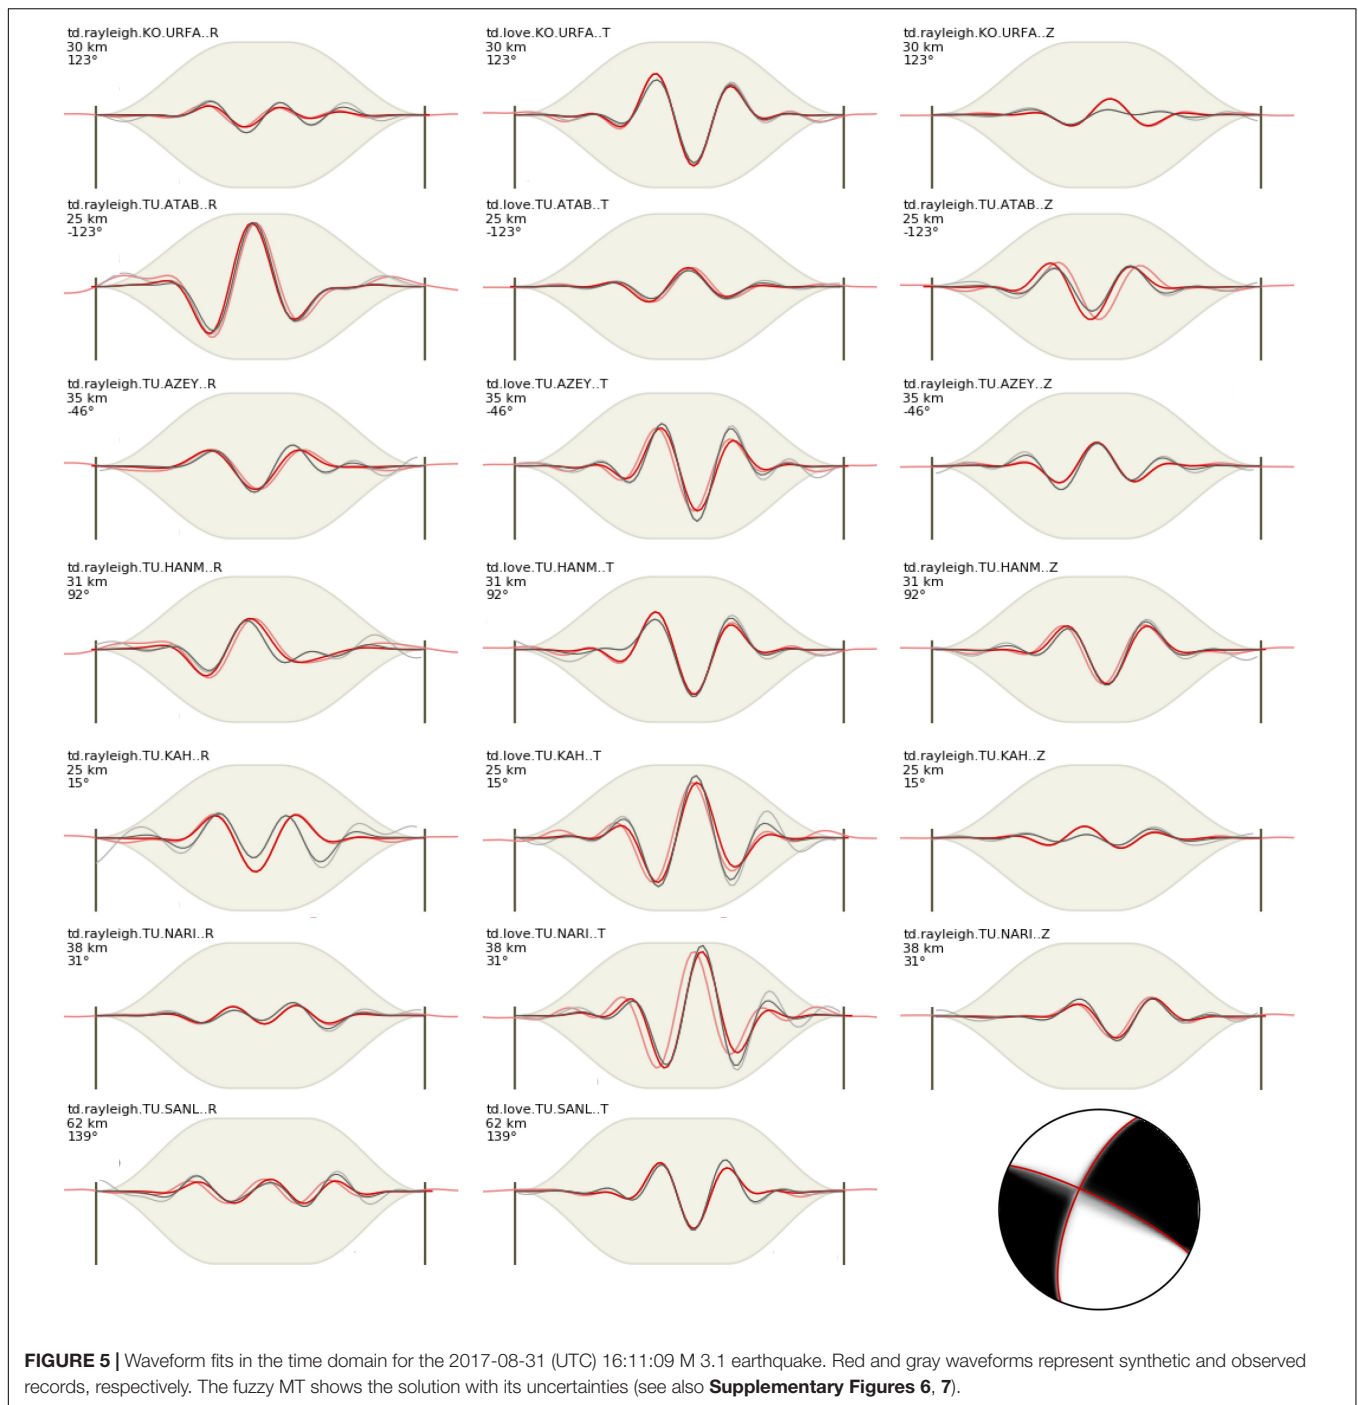 td.rayleigh.KO.URFA..R
30 km
123°
td.love.KO.URFA..T
30 km
123°
td.rayleigh.KO.URFA..Z
30 km
123°
td.rayleigh.TU.ATAB..R
25 km
-123°
td.love.TU.ATAB..T
25 km
-123°
td.rayleigh.TU.ATAB..Z
25 km
-123°
td.rayleigh.TU.AZEY..R
35 km
-46°
td.love.TU.AZEY..T
35 km
-46°
td.rayleigh.TU.AZEY..Z
35 km
-46°
td.rayleigh.TU.HANM..R
31 km
92°
td.love.TU.HANM..T
31 km
92°
td.rayleigh.TU.HANM..Z
31 km
92°
td.rayleigh.TU.KAH..R
25 km
15°
td.love.TU.KAH..T
25 km
15°
td.rayleigh.TU.KAH..Z
25 km
15°
td.rayleigh.TU.NARI..R
38 km
31°
td.love.TU.NARI..T
38 km
31°
td.rayleigh.TU.NARI..Z
38 km
31°
td.rayleigh.TU.SANL..R
62 km
139°
td.love.TU.SANL..T
62 km
139°
FIGURE 5 | Waveform fits in the time domain for the 2017-08-31 (UTC) 16:11:09 M 3.1 earthquake. Red and gray waveforms represent synthetic and observed
records, respectively. The fuzzy MT shows the solution with its uncertainties (see also Supplementary Figures 6, 7).